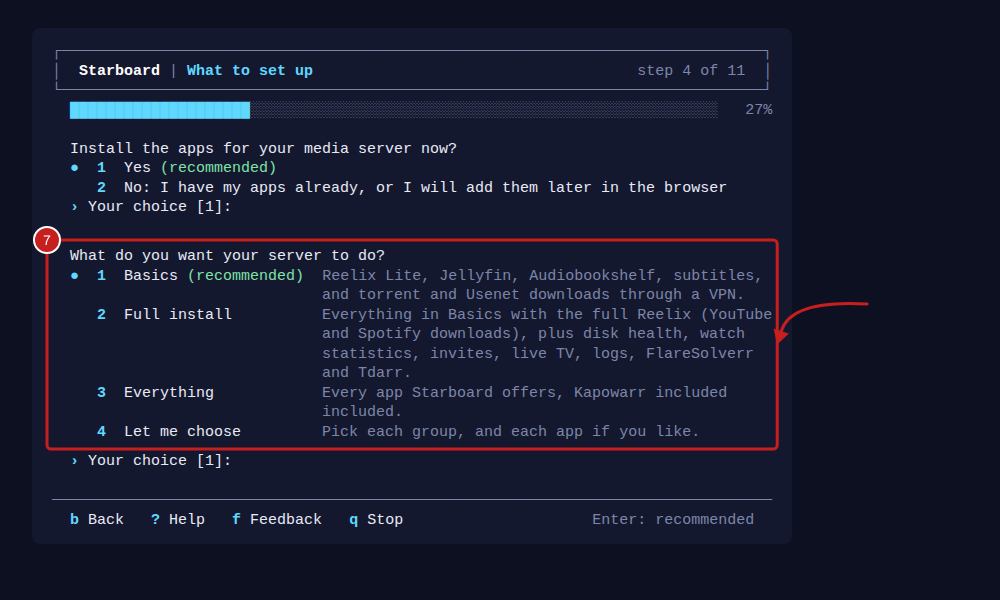 Starboard | What to set up step 4 of 11
27%
Install the apps for your media server now?
● 1 Yes (recommended)
2 No: I have my apps already, or I will add them later in the browser
› Your choice [1]:
7
What do you want your server to do?
● 1 Basics (recommended) Reelix Lite, Jellyfin, Audiobookshelf, subtitles,
and torrent and Usenet downloads through a VPN.
2 Full install Everything in Basics with the full Reelix (YouTube
and Spotify downloads), plus disk health, watch
statistics, invites, live TV, logs, FlareSolverr
and Tdarr.
3 Everything Every app Starboard offers, Kapowarr included
included.
4 Let me choose Pick each group, and each app if you like.
› Your choice [1]:
b Back ? Help f Feedback q Stop Enter: recommended